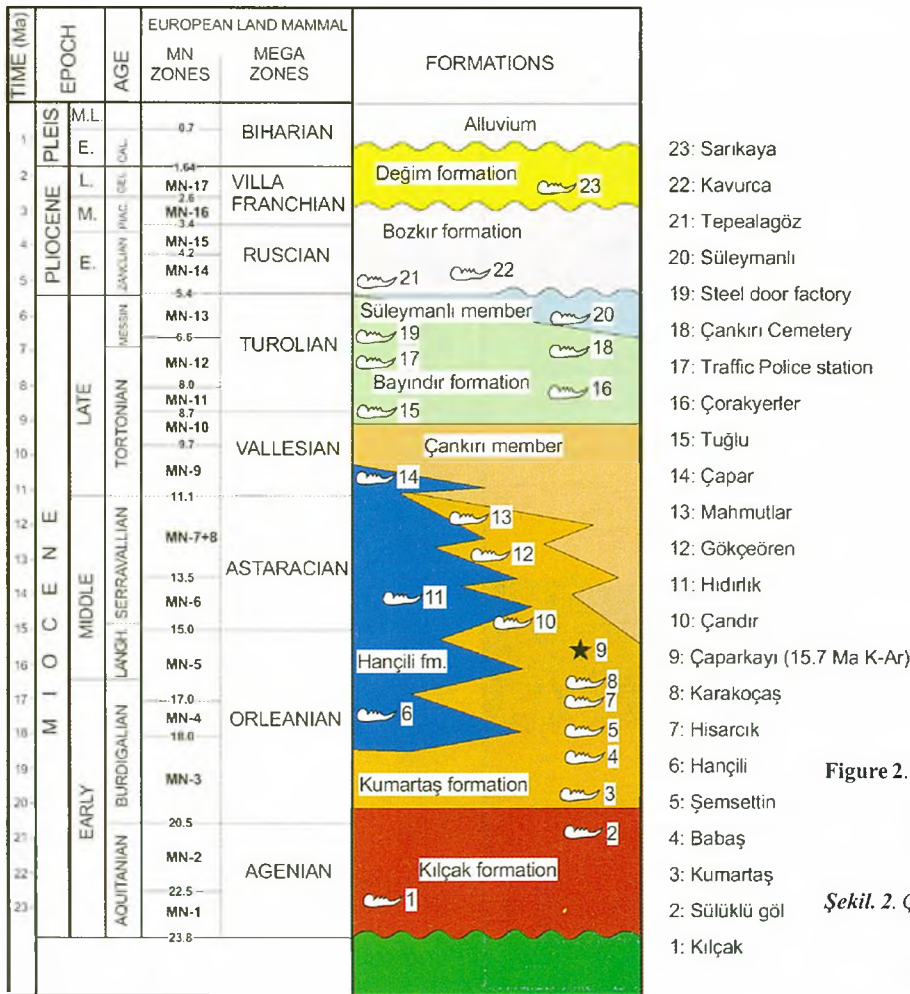 TIME (Ma)
EPOCH
AGE
EUROPEAN LAND MAMMAL
MN ZONES
MEGA ZONES
FORMATIONS
PLEIS
M.L.
E.
CAL.
0.7
BIHARIAN
Alluvium
1
1.64
2
PLIOCENE
L.
GEL.
MN-17
VILLA FRANCHIAN
Değim formation
23
2.6
3
M.
PIAC.
MN-16
3.4
4
E.
ZANCLIAN
MN-15
RUSCIAN
Bozkır formation
4.2
5
MN-14
21
22
5.4
6
MIOCENE
LATE
MESSIN.
MN-13
TUROLIAN
Süleymanlı member
20
6.6
19
7
TORTONIAN
MN-12
17
18
8
8.0
MN-11
Bayındır formation
16
8.7
15
9
MN-10
VALLESIAN
Çankırı member
9.7
10
MN-9
14
11
11.1
12
MIDDLE
SERRAVALLIAN
MN-7+8
ASTARACIAN
13
12
13
13.5
14
MN-6
11
15
15.0
10
LANGH.
MN-5
ORLEANIAN
Hançili fm.
9
16
8
17
EARLY
BURDIGALIAN
17.0
7
MN-4
6
5
18
18.0
4
19
MN-3
Kumartaş formation
3
20
20.5
21
AQUITANIAN
MN-2
AGENIAN
2
22
Kılçak formation
22.5
23
MN-1
1
23.8
23: Sarıkaya
22: Kavurca
21: Tepealagöz
20: Süleymanlı
19: Steel door factory
18: Çankırı Cemetery
17: Traffic Police station
16: Çorakyerler
15: Tuğlu
14: Çapar
13: Mahmutlar
12: Gökçeören
11: Hıdırlık
10: Çandır
9: Çaparkayı (15.7 Ma K-Ar)
8: Karakoçaş
7: Hisarcık
6: Hançili
5: Şemsettin
4: Babaş
3: Kumartaş
2: Sülüklü göl
1: Kılçak
Figure 2.
Şekil. 2. Ç